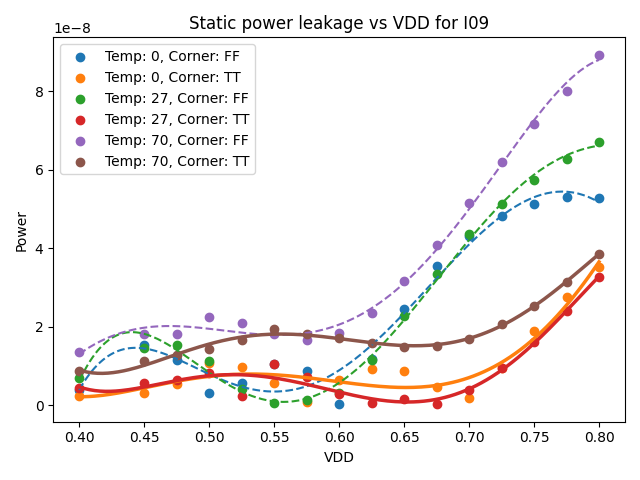 Static power leakage vs VDD for I09
1e−8
Temp: 0, Corner: FF
Temp: 0, Corner: TT
Temp: 27, Corner: FF
Temp: 27, Corner: TT
Temp: 70, Corner: FF
Temp: 70, Corner: TT
8
6
4
2
0
Power
0.40 0.45 0.50 0.55 0.60 0.65 0.70 0.75 0.80
VDD